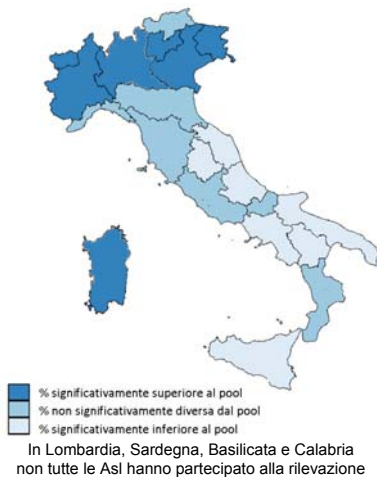 % significativamente superiore al pool
% non significativamente diversa dal pool
% significativamente inferiore al pool
In Lombardia, Sardegna, Basilicata e Calabria
non tutte le Asl hanno partecipato alla rilevazione